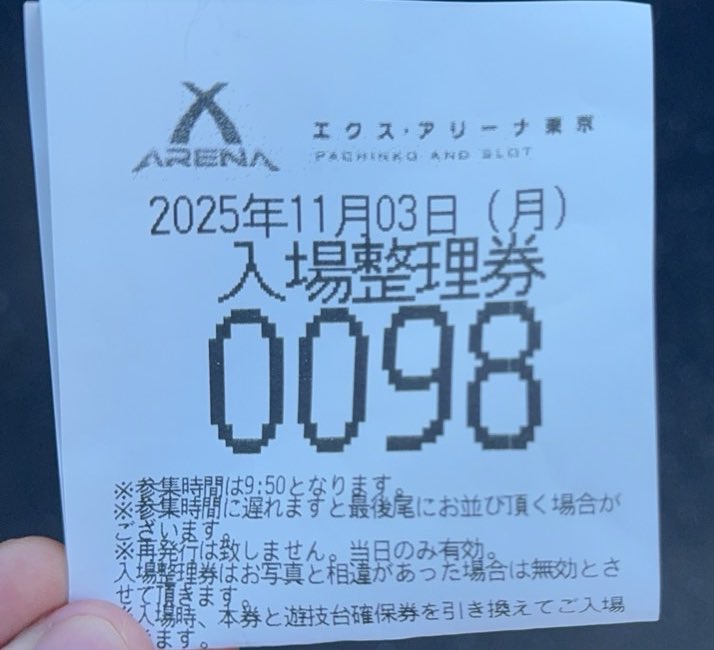 X
ARENA
エクス・アリーナ東京
PACHINKO AND SLOT
2025年11月03日（月）
入場整理券
0098
※参集時間は9:50となります。
※参集時間に遅れますと最後尾にお並び頂く場合が
ございます。
※再発行は致しません。当日のみ有効。
入場整理券はお写真と相違があった場合は無効とさ
せて頂きます。
※入場時、本券と遊技台確保券を引き換えてご入場
ます。